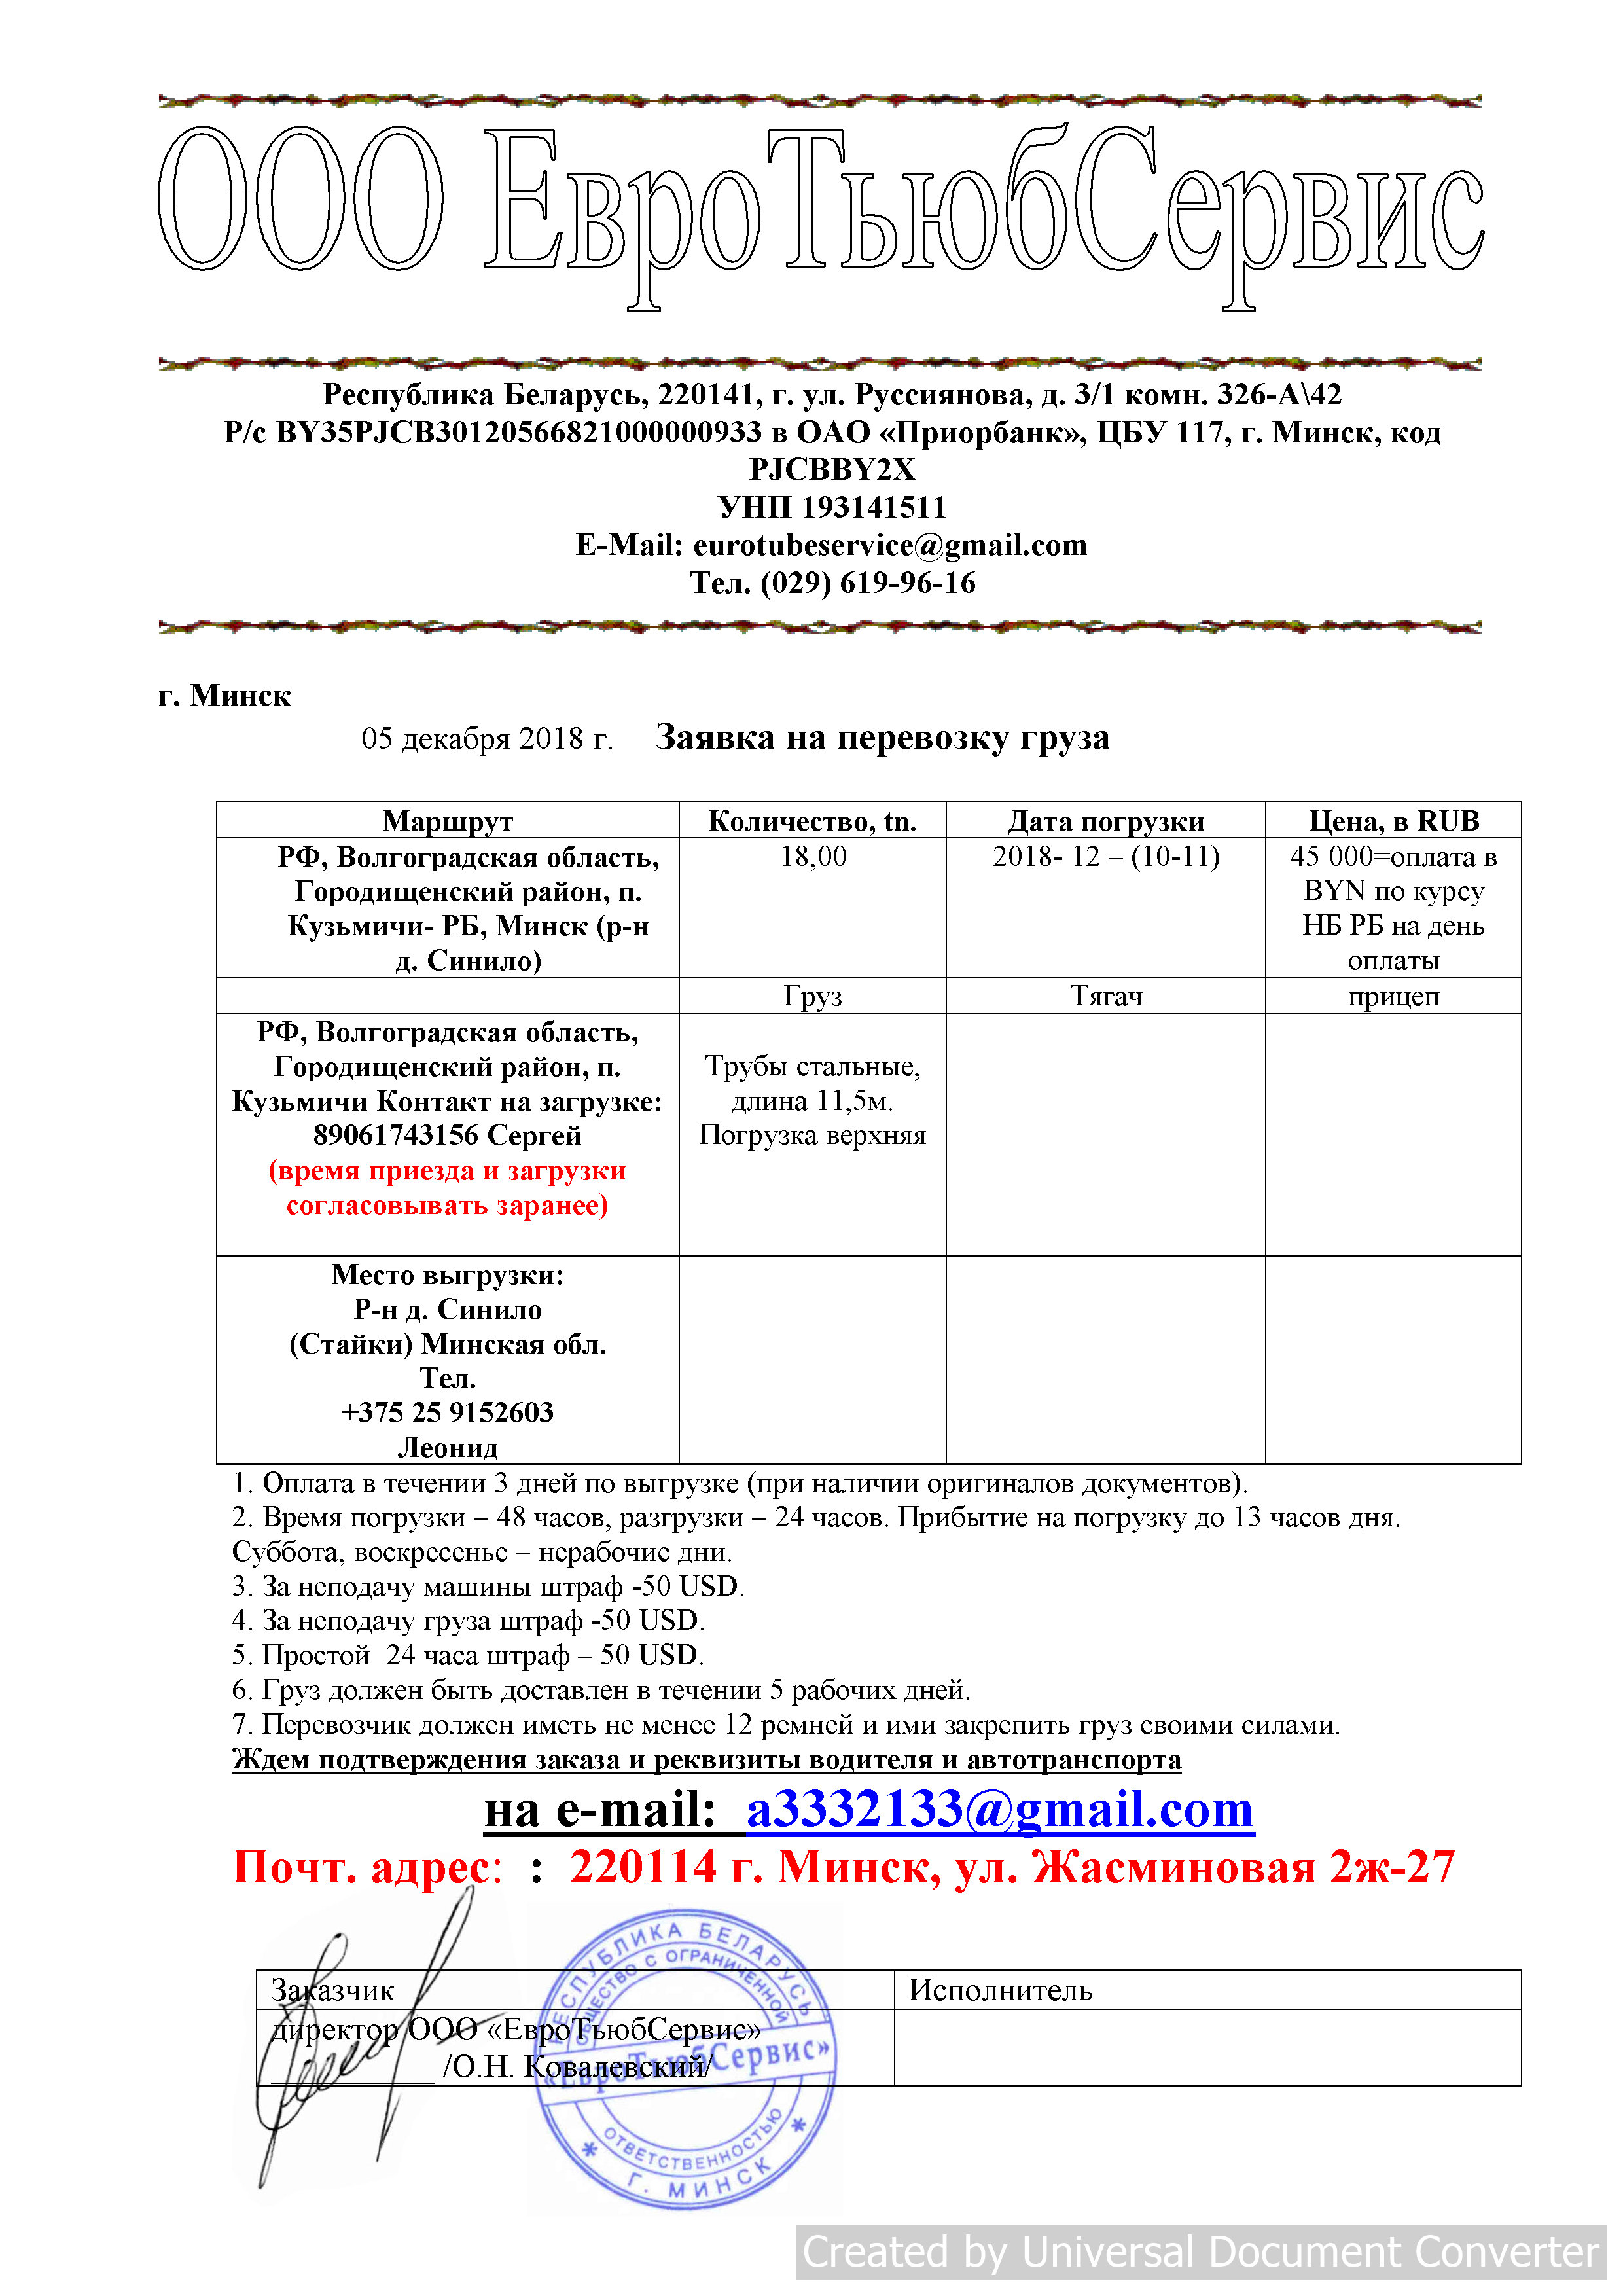 ООО ЕвроТьюбСервис
Республика Беларусь, 220141, г. ул. Руссиянова, д. 3/1 комн. 326-А\42
Р/с BY35PJCB30120566821000000933 в ОАО «Приорбанк», ЦБУ 117, г. Минск, код
PJCBBY2X
УНП 193141511
E-Mail: eurotubeservice@gmail.com
Тел. (029) 619-96-16
г. Минск
05 декабря 2018 г. Заявка на перевозку груза
Маршрут Количество, tn. Дата погрузки Цена, в RUB
РФ, Волгоградская область,
Городищенский район, п.
Кузьмичи- РБ, Минск (р-н
д. Синило)
18,00
2018- 12 – (10-11)
45 000=оплата в
BYN по курсу
НБ РБ на день
оплаты
Груз Тягач прицеп
РФ, Волгоградская область,
Городищенский район, п.
Кузьмичи Контакт на загрузке:
89061743156 Сергей
(время приезда и загрузки
согласовывать заранее)
Трубы стальные,
длина 11,5м.
Погрузка верхняя
Место выгрузки:
Р-н д. Синило
(Стайки) Минская обл.
Тел.
+375 25 9152603
Леонид
1. Оплата в течении 3 дней по выгрузке (при наличии оригиналов документов).
2. Время погрузки – 48 часов, разгрузки – 24 часов. Прибытие на погрузку до 13 часов дня.
Суббота, воскресенье – нерабочие дни.
3. За неподачу машины штраф -50 USD.
4. За неподачу груза штраф -50 USD.
5. Простой 24 часа штраф – 50 USD.
6. Груз должен быть доставлен в течении 5 рабочих дней.
7. Перевозчик должен иметь не менее 12 ремней и ими закрепить груз своими силами.
Ждем подтверждения заказа и реквизиты водителя и автотранспорта
на e-mail: a3332133@gmail.com
Почт. адрес: : 220114 г. Минск, ул. Жасминовая 2ж-27
Заказчик Исполнитель
директор ООО «ЕвроТьюбСервис»
____________ /О.Н. Ковалевский/
РЕСПУБЛИКА БЕЛАРУСЬ
ОБЩЕСТВО С ОГРАНИЧЕННОЙ
«ЕвроТьюбСервис»
ОТВЕТСТВЕННОСТЬЮ
* Г. МИНСК *
Created by Universal Document Converter